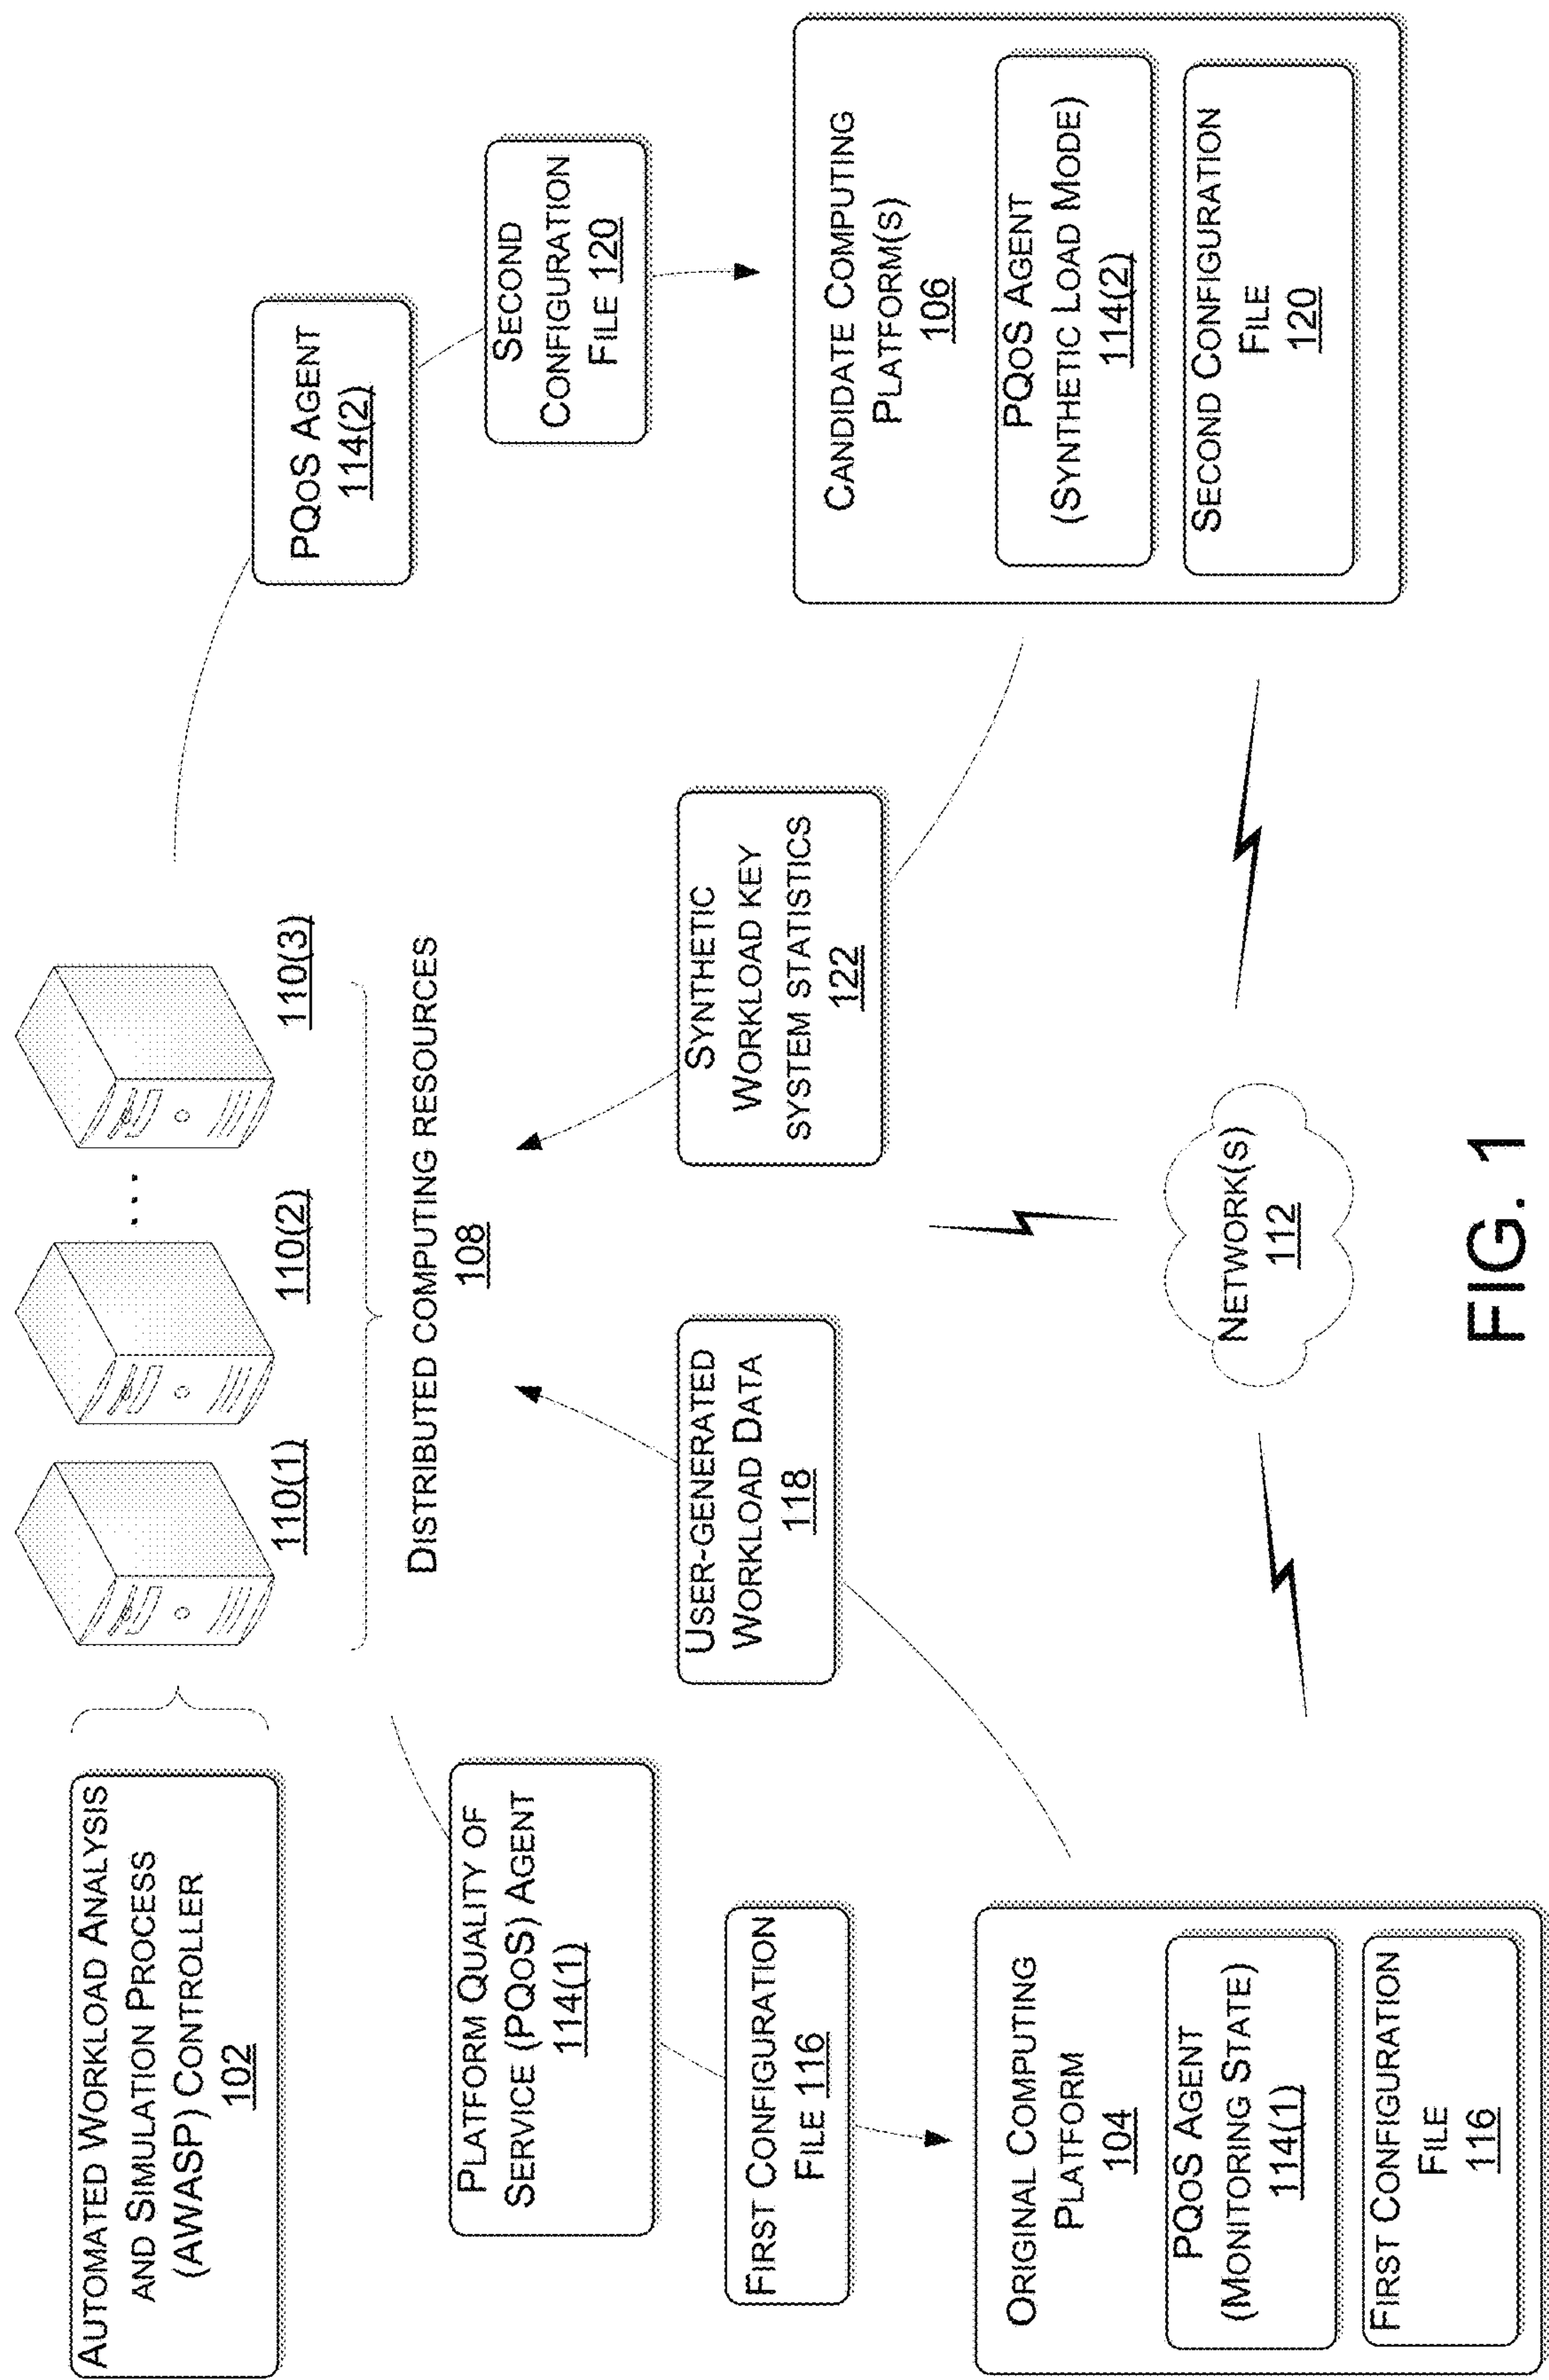 AUTOMATED WORKLOAD ANALYSIS
AND SIMULATION PROCESS
(AWASP) CONTROLLER
102
110(1)
110(2)
...
110(3)
DISTRIBUTED COMPUTING RESOURCES
108
PLATFORM QUALITY OF
SERVICE (PQOS) AGENT
114(1)
FIRST CONFIGURATION
FILE 116
ORIGINAL COMPUTING
PLATFORM
104
PQOS AGENT
(MONITORING STATE)
114(1)
FIRST CONFIGURATION
FILE
116
USER-GENERATED
WORKLOAD DATA
118
SYNTHETIC
WORKLOAD KEY
SYSTEM STATISTICS
122
PQOS AGENT
114(2)
SECOND
CONFIGURATION
FILE 120
CANDIDATE COMPUTING
PLATFORM(S)
106
PQOS AGENT
(SYNTHETIC LOAD MODE)
114(2)
SECOND CONFIGURATION
FILE
120
NETWORK(S)
112
FIG. 1